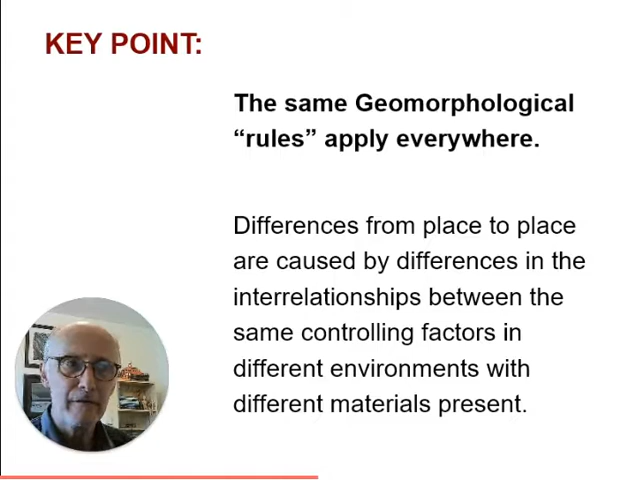 KEY POINT:
The same Geomorphological
“rules” apply everywhere.
Differences from place to place
are caused by differences in the
interrelationships between the
same controlling factors in
different environments with
different materials present.